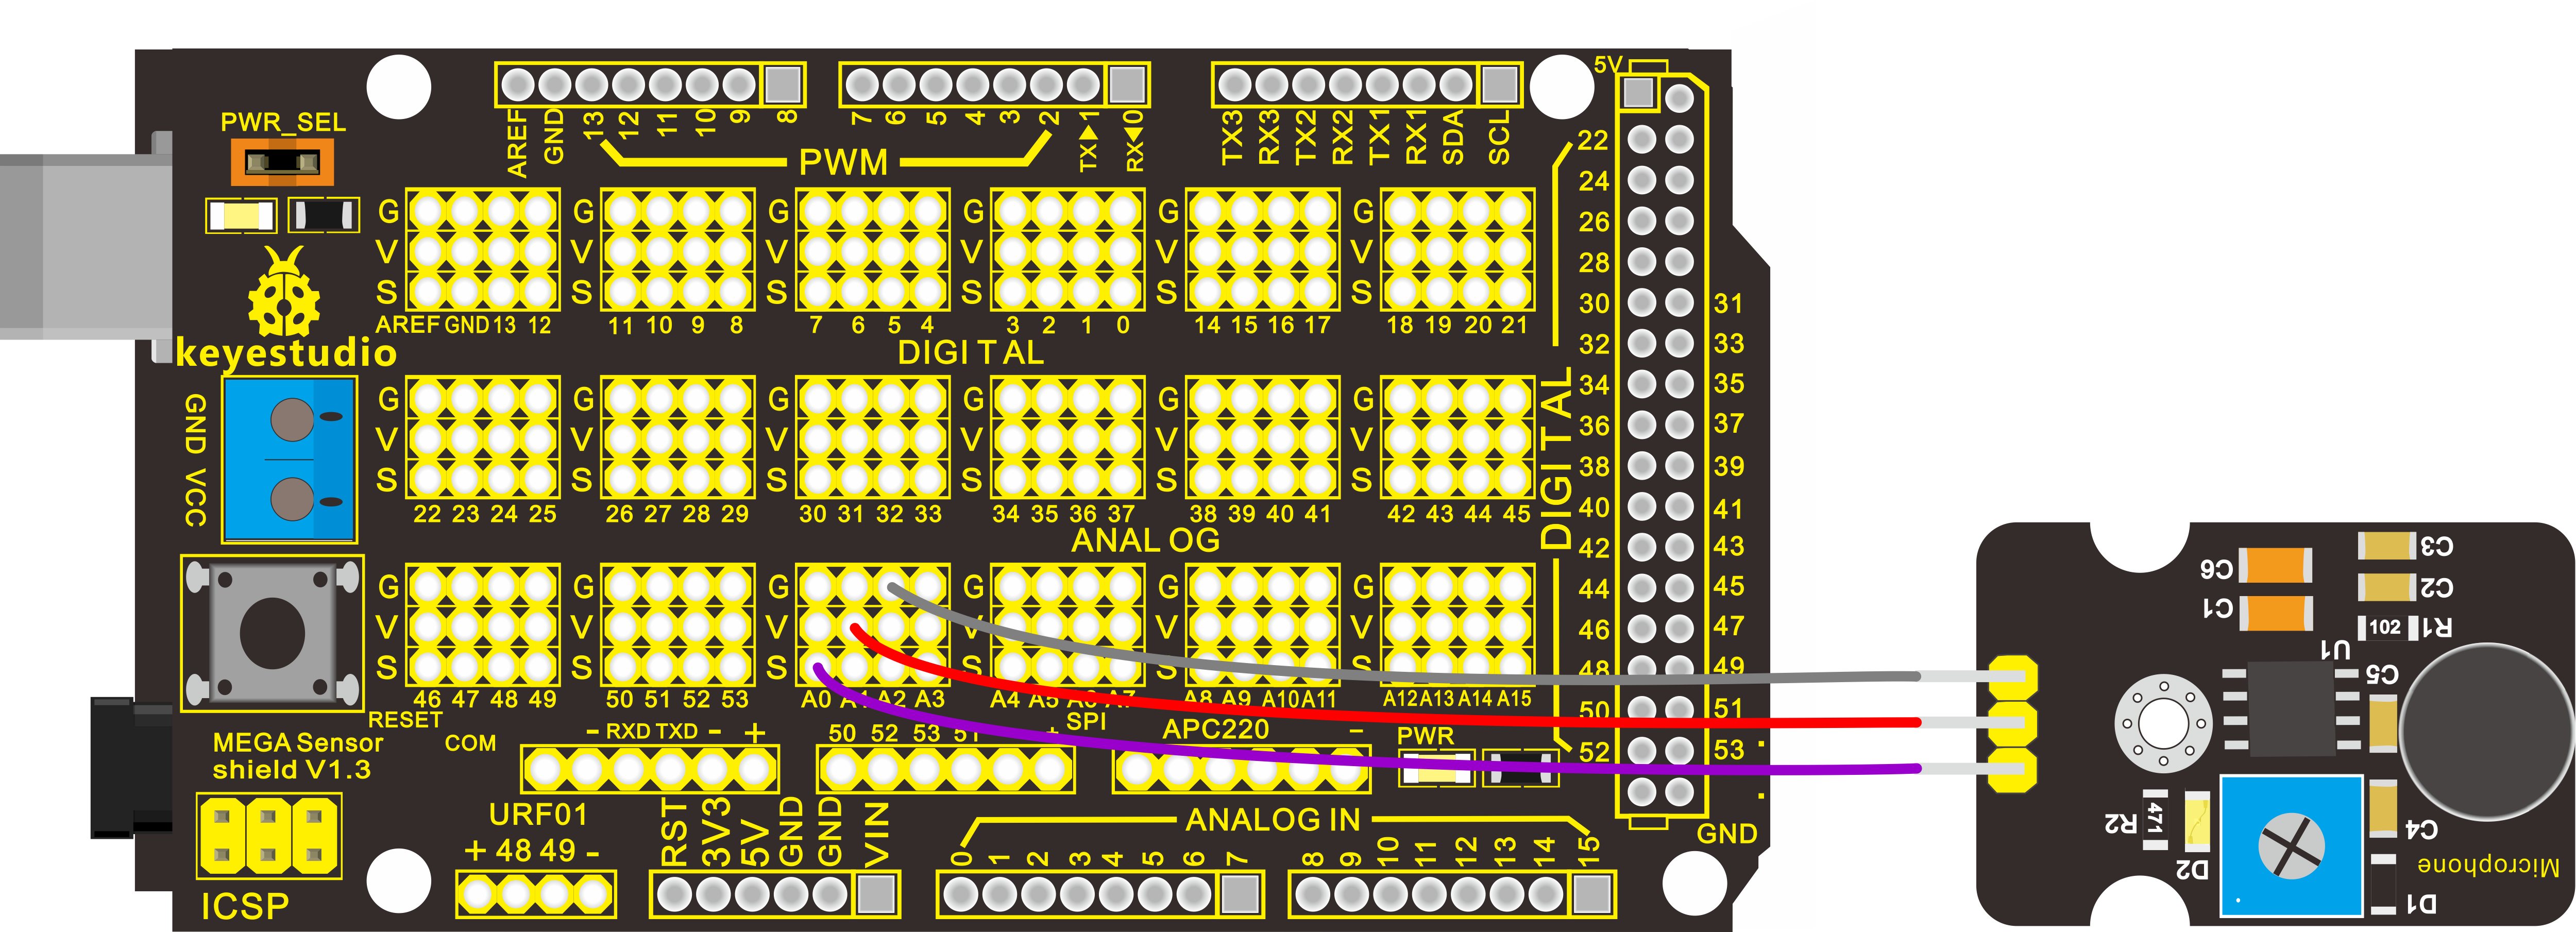 5V
AREF GND 13 12 11 10 9 8
7 6 5 4 3 2 TX▶1 RX◀0
TX3 RX3 TX2 RX2 TX1 RX1 SDA SCL
PWM
PWR_SEL
G G G G G G
V V V V V V
S S S S S S
AREF GND 13 12 11 10 9 8 7 6 5 4 3 2 1 0 14 15 16 17 18 19 20 21
keyestudio
DIGITAL
GND VCC
G G G G G G
V V V V V V
S S S S S S
22 23 24 25 26 27 28 29 30 31 32 33 34 35 36 37 38 39 40 41 42 43 44 45
ANALOG
G G G G G G
V V V V V V
S S S S S S
46 47 48 49 50 51 52 53 A0 A1 A2 A3 A4 A5 A6 A7 A8 A9 A10 A11 A12 A13 A14 A15
RESET
COM
- RXD TXD - +
50 52 53 51 +
SPI
APC220 -
PWR
MEGA Sensor
shield V1.3
URF01
+ 48 49 -
ICSP
RST 3V3 5V GND GND VIN
ANALOG IN
0 1 2 3 4 5 6 7
8 9 10 11 12 13 14 15
DIGITAL
22
24
26
28
30 31
32 33
34 35
36 37
38 39
40 41
42 43
44 45
46 47
48 49
50 51
52 53
GND
C3
C6
C2
C1
102 R1
U1
C5
R2 471
C4
D2
Microphone
D1